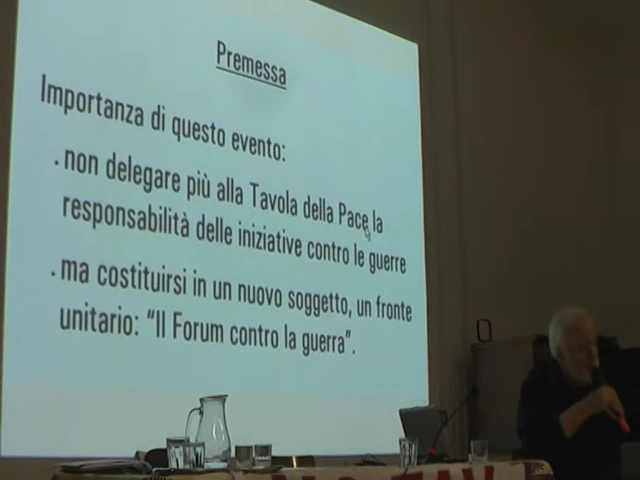 Premessa
Importanza di questo evento:
. non delegare più alla Tavola della Pace la
responsabilità delle iniziative contro le guerre
. ma costituirsi in un nuovo soggetto, un fronte
unitario: “Il Forum contro la guerra”.